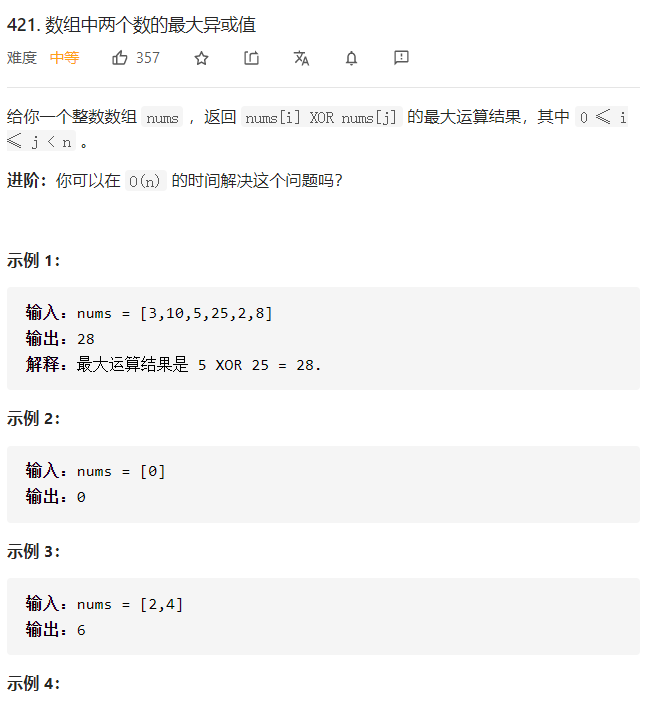 421. 数组中两个数的最大异或值
难度 中等 357
给你一个整数数组 nums ，返回 nums[i] XOR nums[j] 的最大运算结果，其中 0 ≤ i
≤ j < n 。
进阶：你可以在 O(n) 的时间解决这个问题吗？
示例 1：
输入：nums = [3,10,5,25,2,8]
输出：28
解释：最大运算结果是 5 XOR 25 = 28.
示例 2：
输入：nums = [0]
输出：0
示例 3：
输入：nums = [2,4]
输出：6
示例 4：